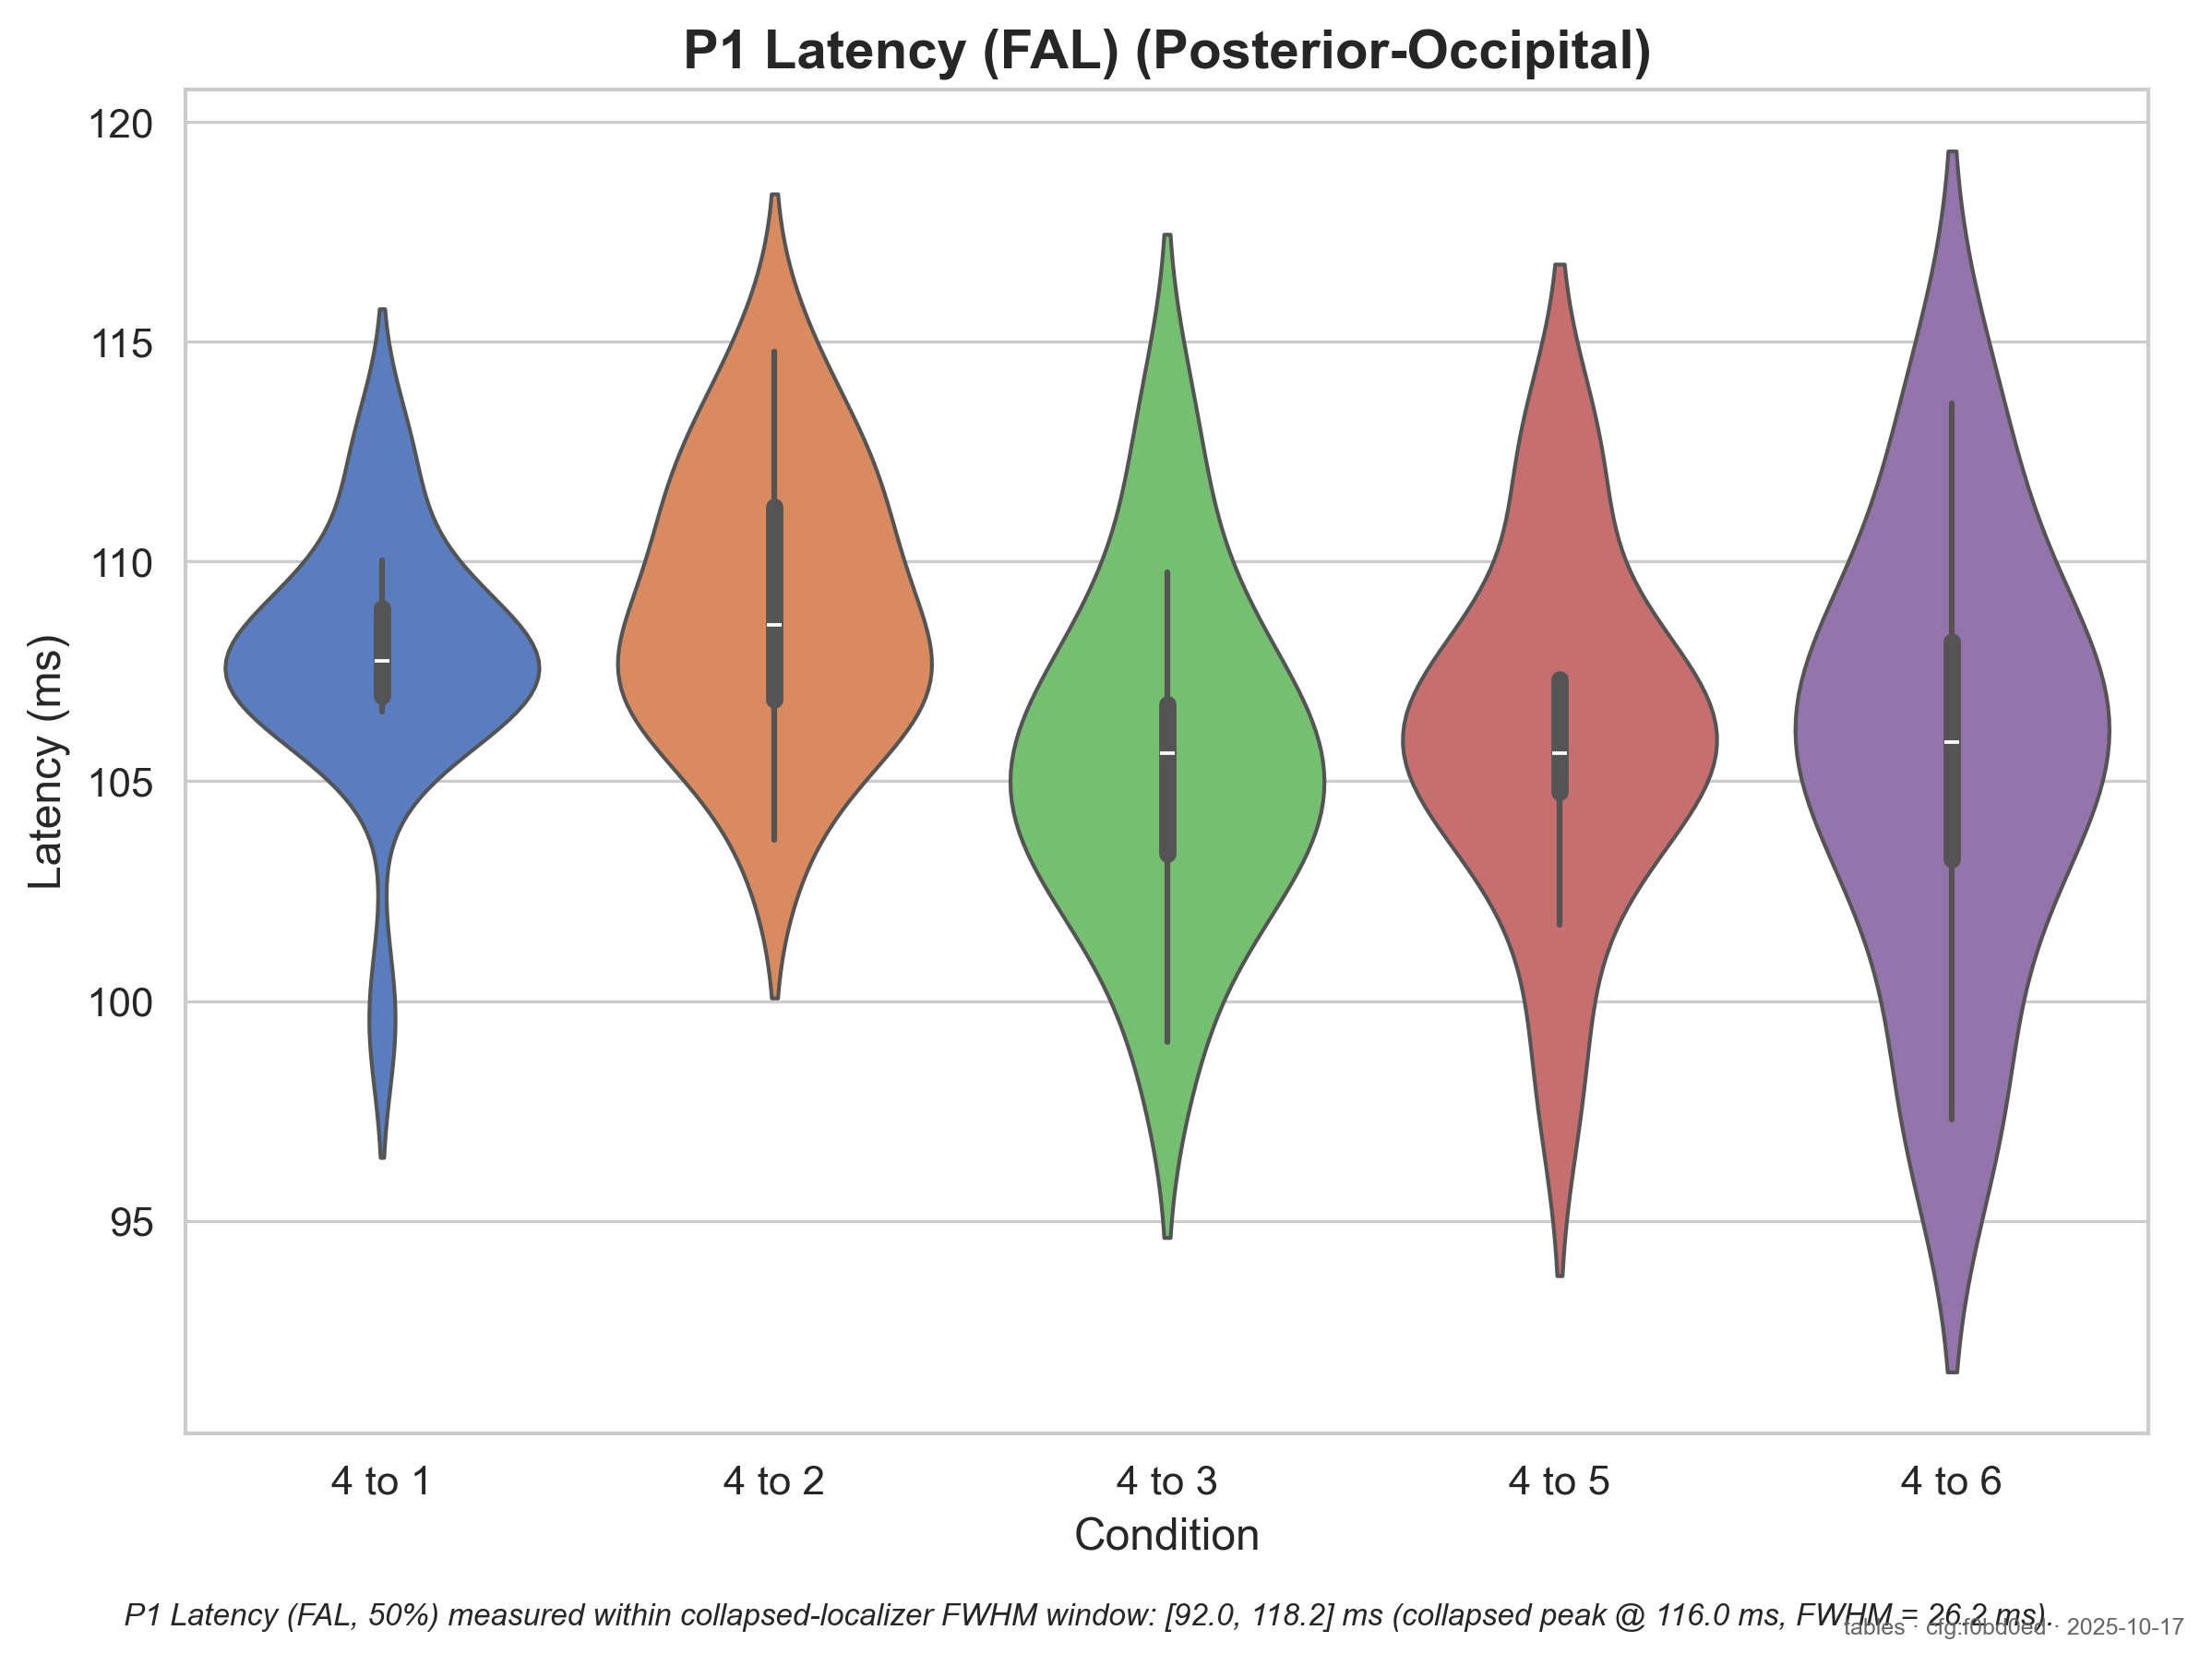 P1 Latency (FAL) (Posterior-Occipital)
120
115
110
105
100
95
Latency (ms)
4 to 1 4 to 2 4 to 3 4 to 5 4 to 6
Condition
P1 Latency (FAL, 50%) measured within collapsed-localizer FWHM window: [92.0, 118.2] ms (collapsed peak @ 116.0 ms, FWHM = 26.2 ms).
tables · cfg:f0bd0ed · 2025-10-17